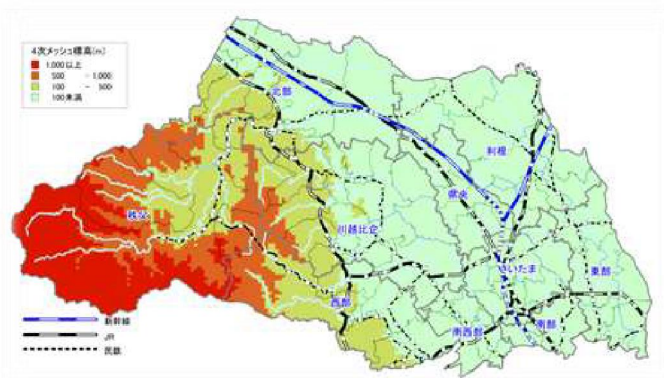 4次メッシュ標高(m)
1,000以上
500 - 1,000
100 - 500
100未満
北部
利根
県央
秩父
川越比企
さいたま
東部
西部
南西部
南部
新幹線
JR
民鉄